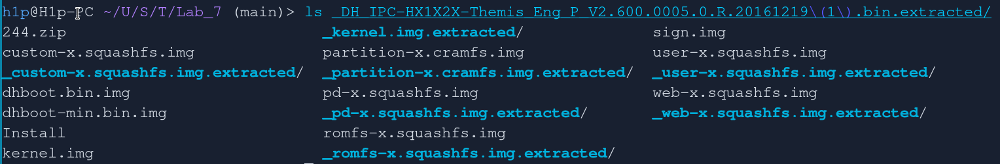 h1p@H1p-PC ~/U/S/T/Lab_7 (main)> ls _DH_IPC-HX1X2X-Themis_Eng_P_V2.600.0005.0.R.20161219\(1\).bin.extracted/
244.zip _kernel.img.extracted/ sign.img
custom-x.squashfs.img partition-x.cramfs.img user-x.squashfs.img
_custom-x.squashfs.img.extracted/ _partition-x.cramfs.img.extracted/ _user-x.squashfs.img.extracted/
dhboot.bin.img pd-x.squashfs.img web-x.squashfs.img
dhboot-min.bin.img _pd-x.squashfs.img.extracted/ _web-x.squashfs.img.extracted/
Install romfs-x.squashfs.img
kernel.img _romfs-x.squashfs.img.extracted/